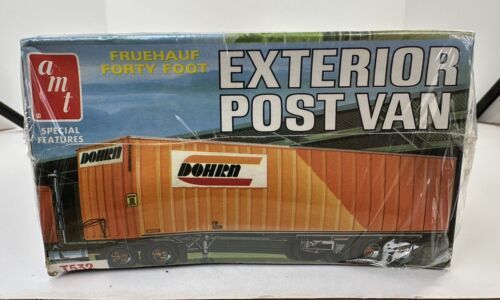 amt
SPECIAL
FEATURES
FRUEHAUF
FORTY FOOT
EXTERIOR
POST VAN
DOHRN
DOHRN
T532